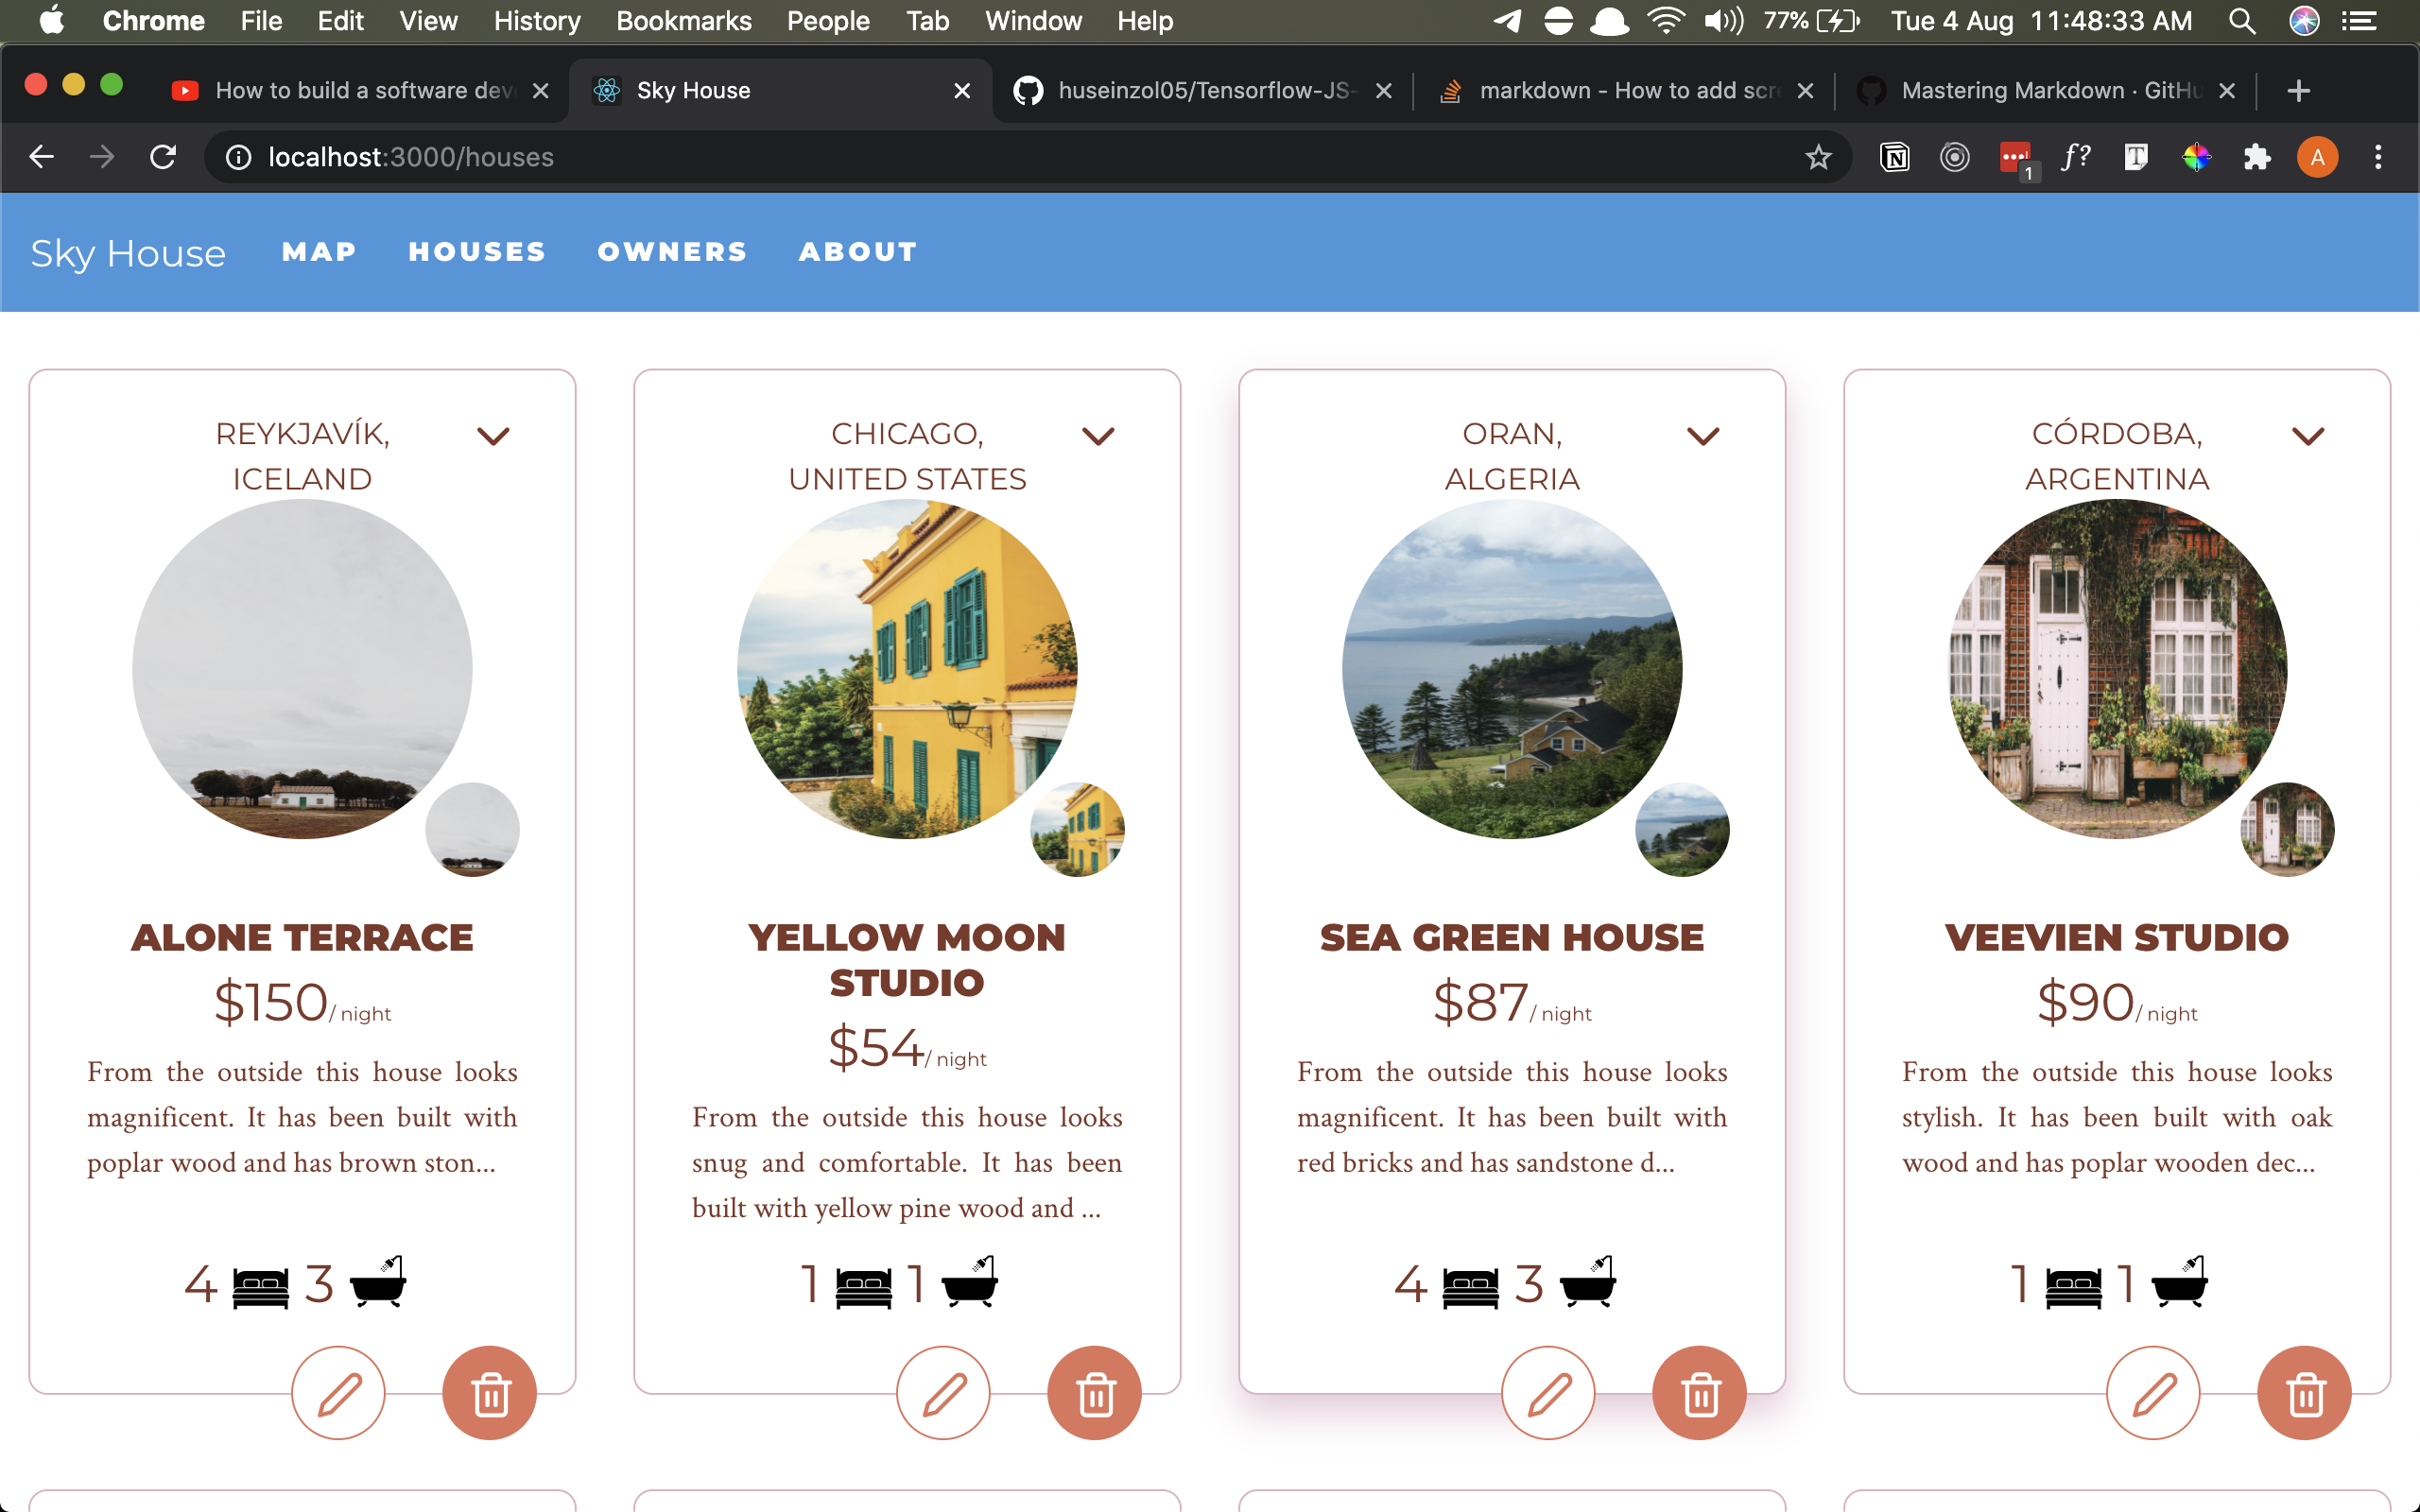 Chrome File Edit View History Bookmarks People Tab Window Help 77% Tue 4 Aug 11:48:33 AM
How to build a software dev Sky House huseinzol05/Tensorflow-JS- markdown - How to add scre Mastering Markdown · GitHu
localhost:3000/houses 1 A
Sky House MAP HOUSES OWNERS ABOUT
REYKJAVÍK,
ICELAND
ALONE TERRACE
$150/ night
From the outside this house looks
magnificent. It has been built with
poplar wood and has brown ston...
4 3
CHICAGO,
UNITED STATES
YELLOW MOON
STUDIO
$54/ night
From the outside this house looks
snug and comfortable. It has been
built with yellow pine wood and ...
1 1
ORAN,
ALGERIA
SEA GREEN HOUSE
$87/ night
From the outside this house looks
magnificent. It has been built with
red bricks and has sandstone d...
4 3
CÓRDOBA,
ARGENTINA
VEEVIEN STUDIO
$90/ night
From the outside this house looks
stylish. It has been built with oak
wood and has poplar wooden dec...
1 1